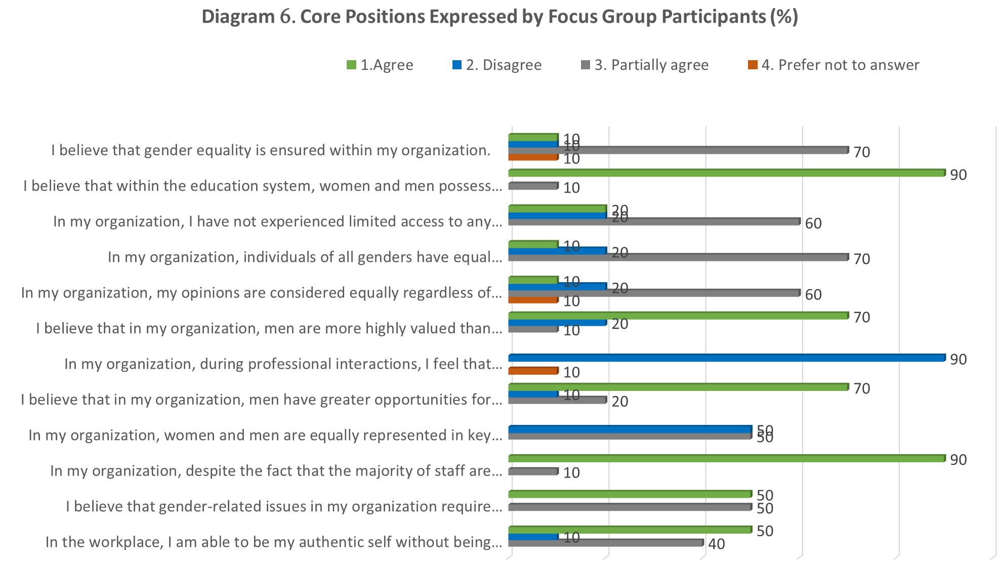 Diagram 6. Core Positions Expressed by Focus Group Participants (%)
1.Agree 2. Disagree 3. Partially agree 4. Prefer not to answer
I believe that gender equality is ensured within my organization.
10
10
70
10
I believe that within the education system, women and men possess...
90
10
In my organization, I have not experienced limited access to any...
20
20
60
In my organization, individuals of all genders have equal...
10
20
70
In my organization, my opinions are considered equally regardless of...
10
20
60
10
I believe that in my organization, men are more highly valued than...
70
20
10
In my organization, during professional interactions, I feel that...
90
10
I believe that in my organization, men have greater opportunities for...
70
10
20
In my organization, women and men are equally represented in key...
50
50
In my organization, despite the fact that the majority of staff are...
90
10
I believe that gender-related issues in my organization require...
50
50
In the workplace, I am able to be my authentic self without being...
50
10
40